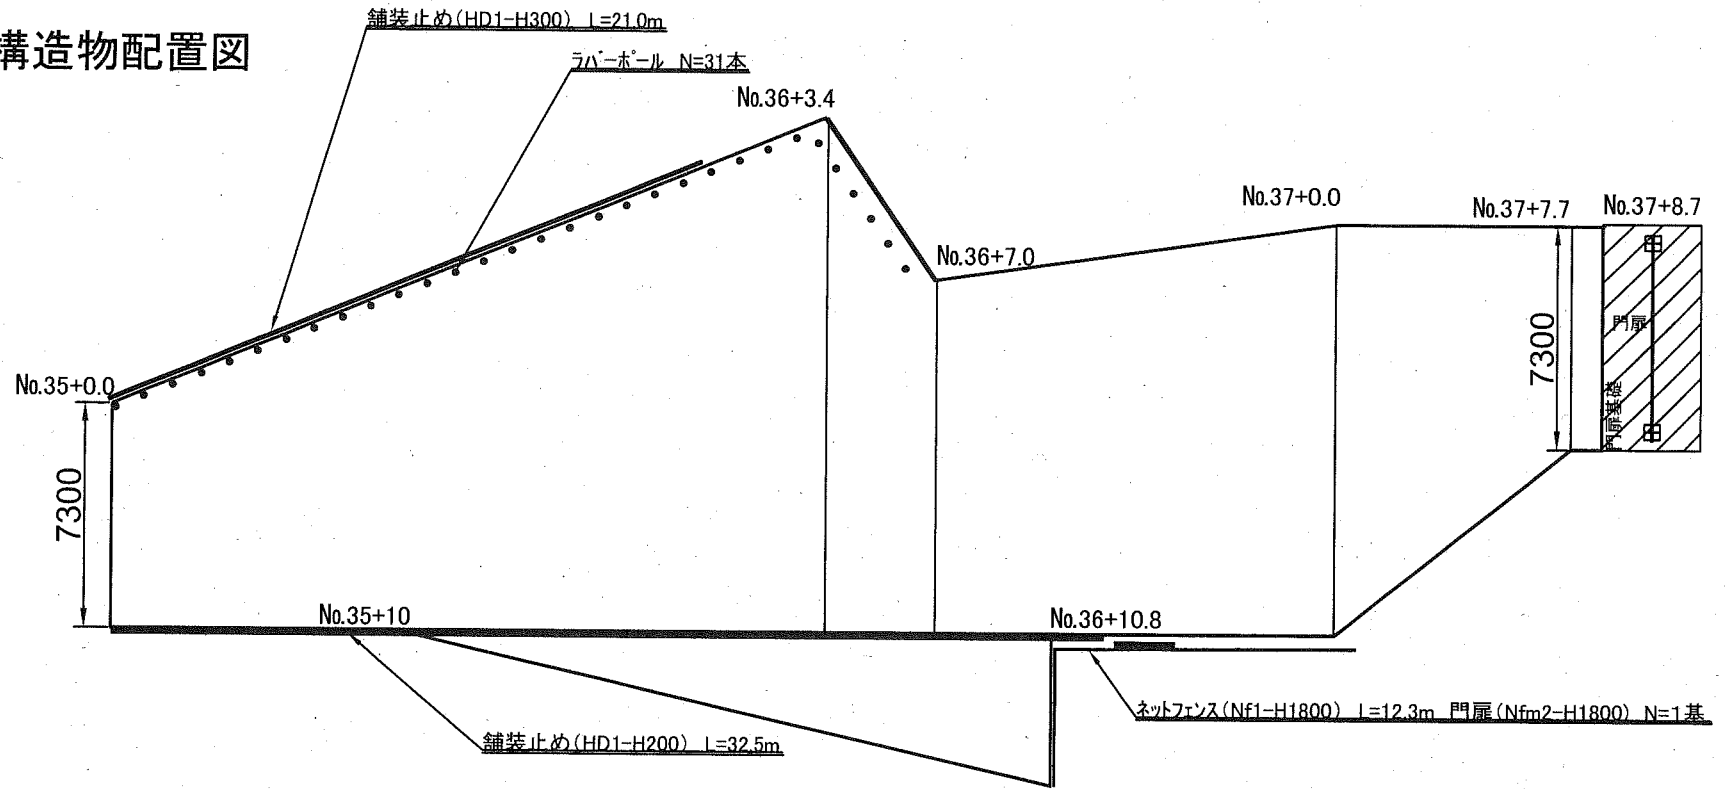 構造物配置図
舗装止め(HD1-H300) L=21.0m
ラバーポール N=31本
No.36+3.4
No.37+0.0
No.37+7.7
No.37+8.7
No.36+7.0
門扉
7300
No.35+0.0
門扉基礎
7300
No.35+10
No.36+10.8
ネットフェンス(Nf1-H1800) L=12.3m 門扉(Nfm2-H1800) N=1基
舗装止め(HD1-H200) L=32.5m